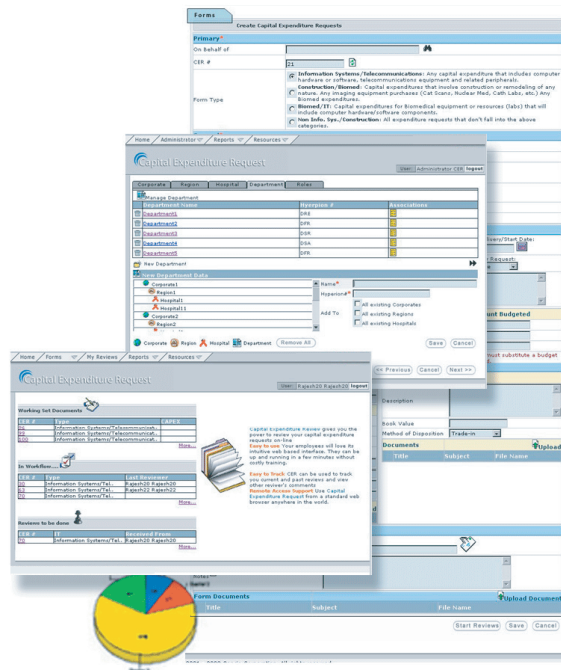 Forms
Create Capital Expenditure Requests
Primary*
On Behalf of
CER #
21
Form Type
Information Systems/Telecommunications: Any capital expenditure that includes computer
hardware or software, telecommunications equipment and related peripherals.
Construction/Biomed: Capital expenditures that involve construction or remodeling of any
nature. Any imaging equipment purchases (Cat Scans, Nuclear Med, Cath Labs, etc.) Any
Biomed expenditures.
Biomed/IT: Capital expenditures for Biomedical equipment or resources (labs) that will
include computer hardware/software components.
Non Info. Sys./Construction: All expenditure requests that don't fall into the above
categories.
Home Administrator Reports Resources
Capital Expenditure Request
User Administrator CER logout
Corporate Region Hospital Department Roles
Manage Department
Department Name Hyperion # Associations
Department1 DRE
Department2 DPR
Department3 DSR
Department4 DSA
Department5 DPR
New Department
New Department Data
Corporate1
Region1
Hospital1
Hospital11
Corporate2
Region2
Name*
Hyperion#*
Add To
All existing Corporates
All existing Regions
All existing Hospitals
Corporate Region Hospital Department Remove All
Save Cancel
<< Previous Cancel Next >>
/Start Date:
Request:
unt Budgeted
must substitute a budget
Description
Book Value
Method of Disposition Trade-in
Documents Upload
Title Subject File Name
Home Forms My Reviews Reports Resources
Capital Expenditure Request
User Rajesh20 Rajesh20 logout
Working Set Documents
CER # Type CAPEX
Information Systems/Telecommunicat..
Information Systems/Telecommunicat..
Information Systems/Telecommunicat..
More...
In Workflow...
CER # Type Last Reviewer
Information Systems/Tel.. Rajesh20 Rajesh20
Information Systems/Tel.. Rajesh22 Rajesh22
70 Information Systems/Tel..
More...
Reviews to be done
CER # IT Received From
70 Information Systems/Tel.. Rajesh20 Rajesh20
More...
Capital Expenditure Review gives you the
power to review your capital expenditure
requests on-line
Easy to use Your employees will love its
intuitive web based interface. They can be
up and running in a few minutes without
costly training.
Easy to Track CER can be used to track
you current and past reviews and view
other reviver's comments
Remote Access Support Use Capital
Expenditure Request from a standard web
browser anywhere in the world.
Notes
Form Documents Upload Document
Title Subject File Name
Start Reviews Save Cancel